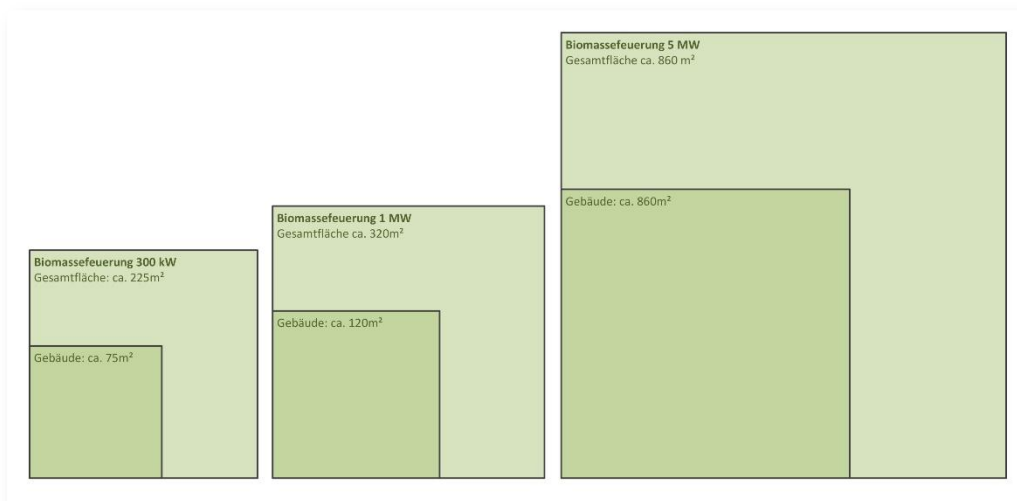 Biomassefeuerung 5 MW
Gesamtfläche ca. 860 m²
Gebäude: ca. 860m²
Biomassefeuerung 1 MW
Gesamtfläche ca. 320m²
Biomassefeuerung 300 kW
Gesamtfläche: ca. 225m²
Gebäude: ca. 120m²
Gebäude: ca. 75m²